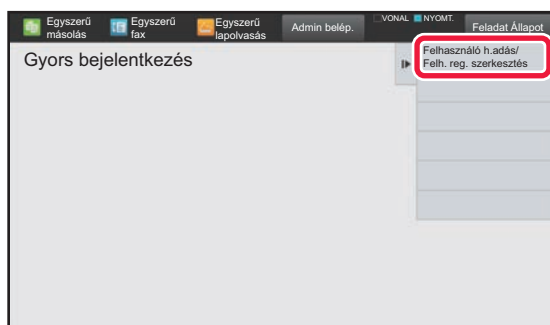 Egyszerű
másolás
Egyszerű
fax
Egyszerű
lapolvasás
Admin belép.
VONAL
NYOMT.
Feladat Állapot
Gyors bejelentkezés
Felhasználó h.adás/
Felh. reg. szerkesztés